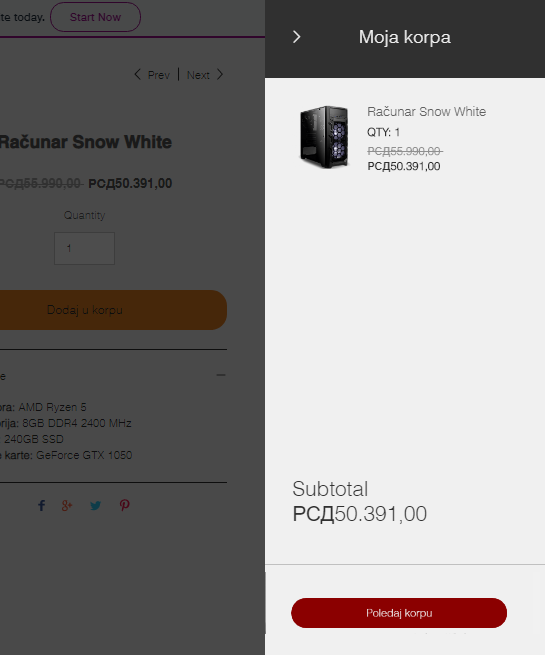 te today.
Start Now
Prev | Next
Računar Snow White
РСД55.990,00 РСД50.391,00
Quantity
1
Dodaj u korpu
e
ora: AMD Ryzen 5
orija: 8GB DDR4 2400 MHz
240GB SSD
e karte: GeForce GTX 1050
Moja korpa
Računar Snow White
QTY: 1
РСД55.990,00
РСД50.391,00
Subtotal
РСД50.391,00
Poledaj korpu